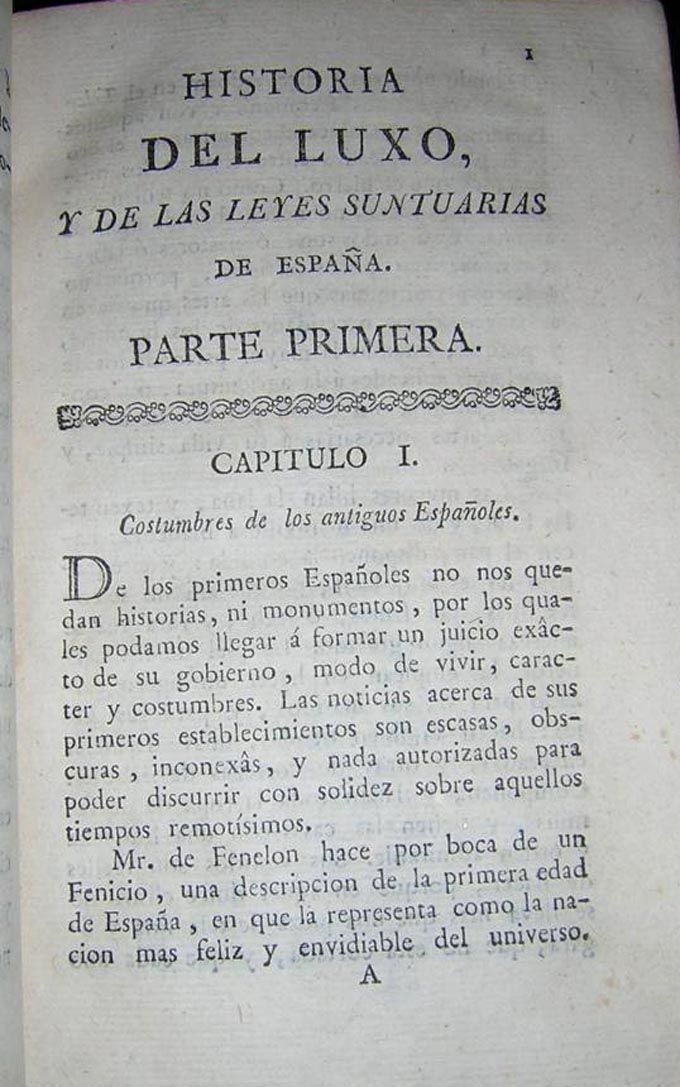 1
HISTORIA
DEL LUXO,
Y DE LAS LEYES SUNTUARIAS
DE ESPAÑA.
PARTE PRIMERA.
CAPITULO I.
Costumbres de los antiguos Españoles.
De los primeros Españoles no nos que-
dan historias, ni monumentos, por los qua-
les podamos llegar á formar un juicio exâc-
to de su gobierno, modo de vivir, carac-
ter y costumbres. Las noticias acerca de sus
primeros establecimientos son escasas, obs-
curas, inconexâs, y nada autorizadas para
poder discurrir con solidez sobre aquellos
tiempos remotísimos.
Mr. de Fenelon hace por boca de un
Fenicio, una descripcion de la primera edad
de España, en que la representa como la na-
cion mas feliz y envidiable del universo.
A